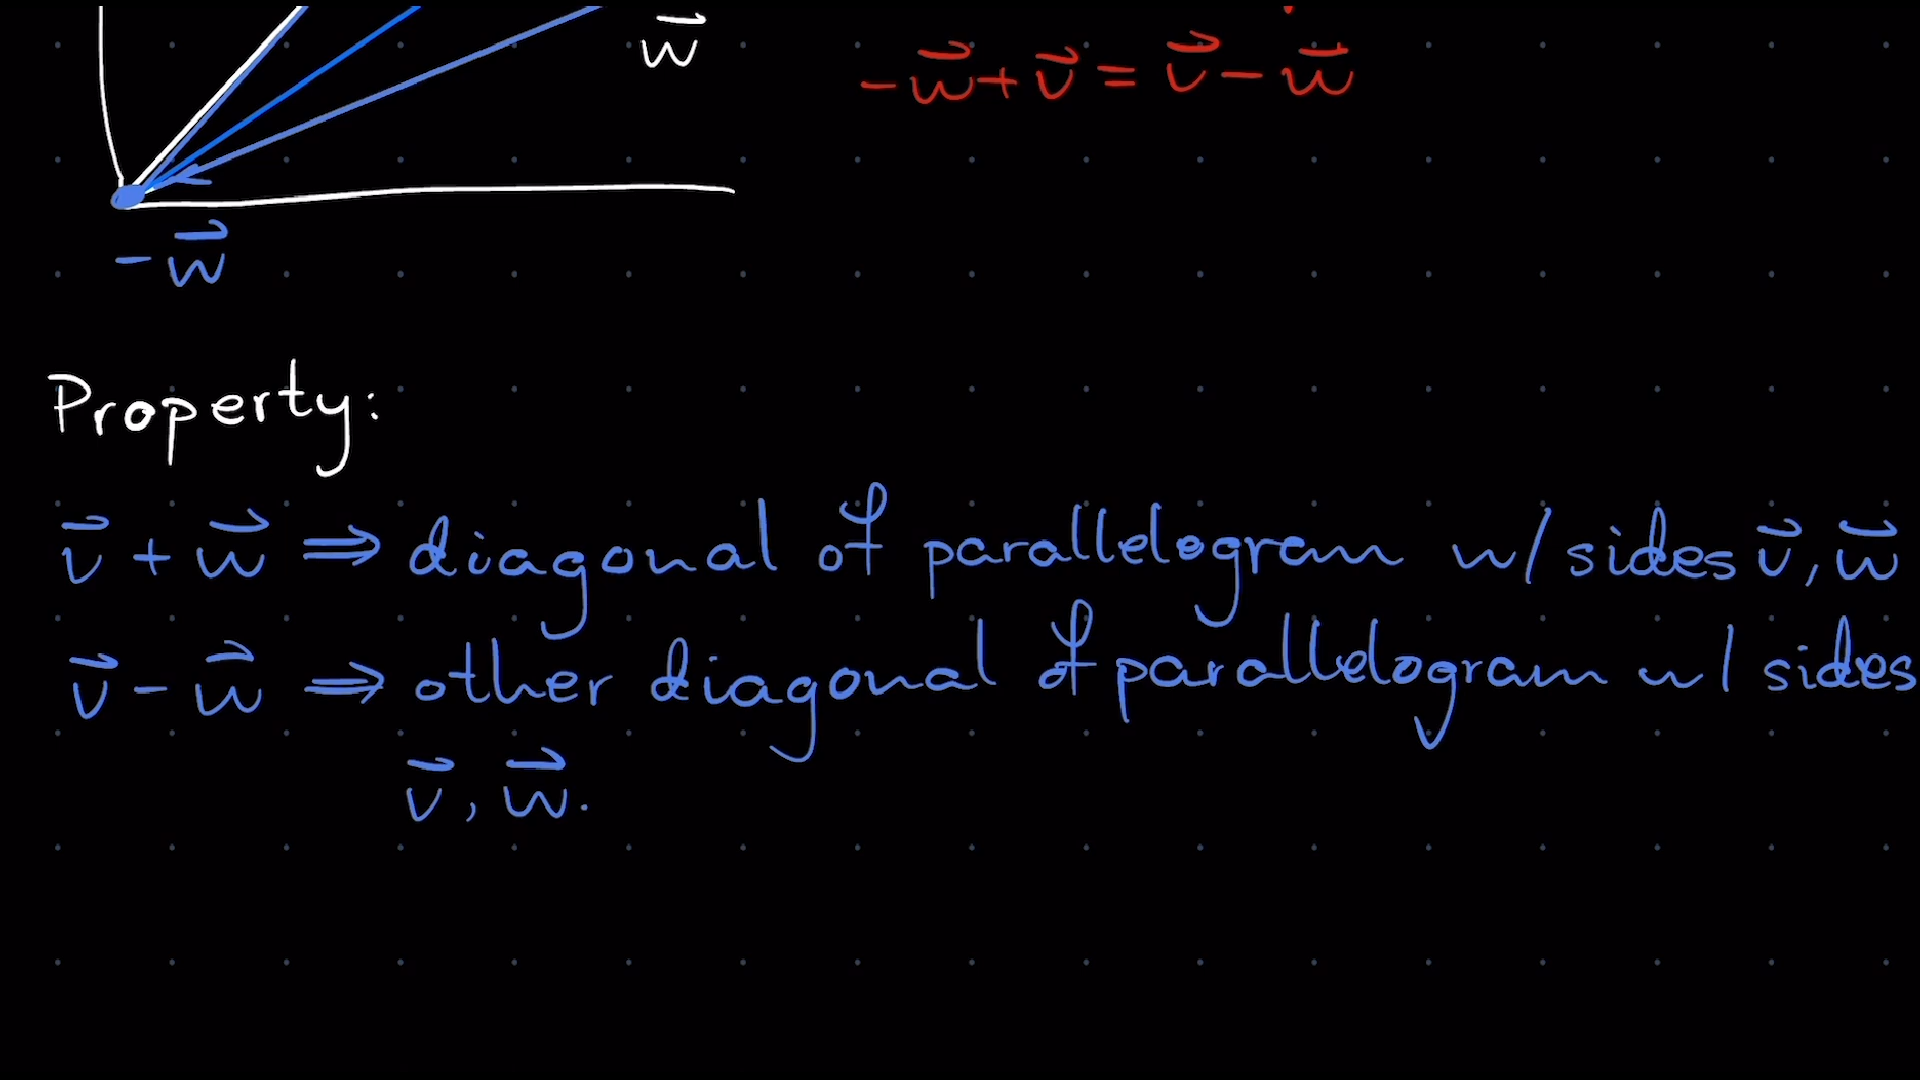 w⃗
-w⃗+v⃗=v⃗-w⃗
-w⃗
Property:
v⃗+w⃗ ⇒ diagonal of parallelogram w/ sides v⃗, w⃗
v⃗-w⃗ ⇒ other diagonal of parallelogram w/ sides
v⃗, w⃗.